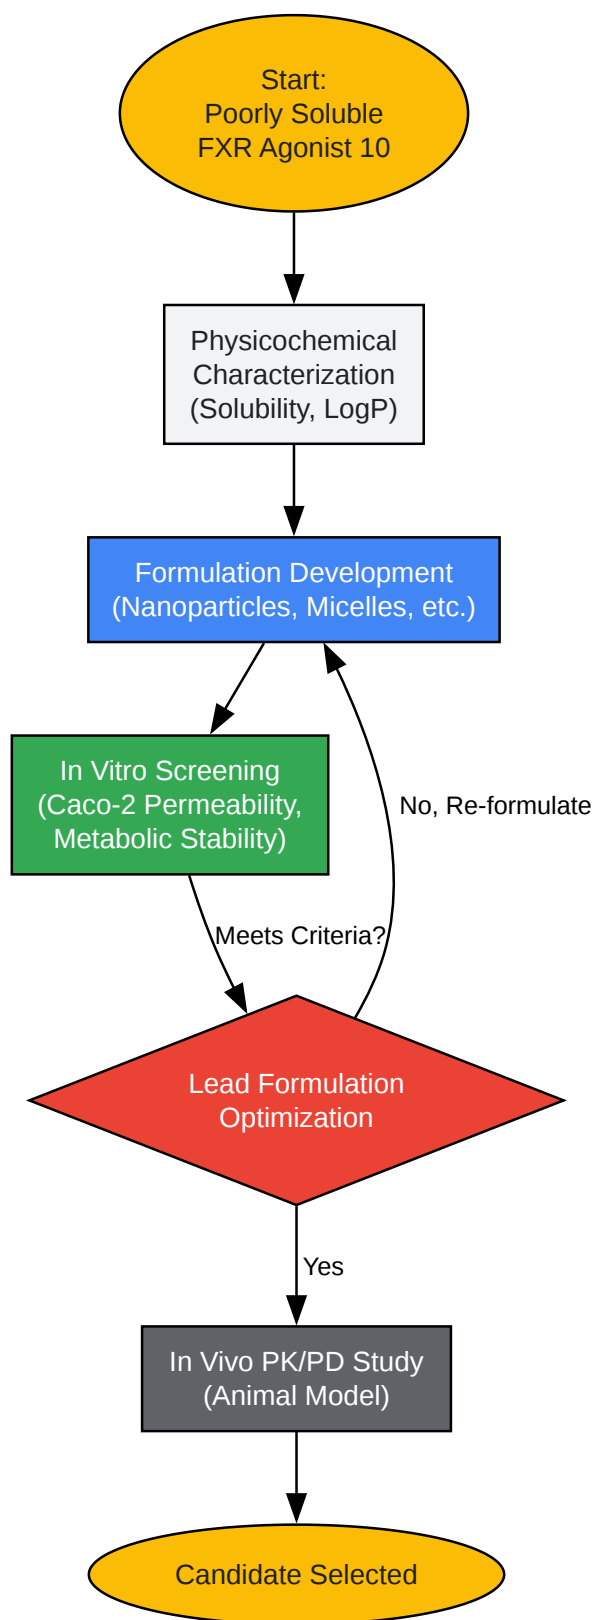 Start:
Poorly Soluble
FXR Agonist 10
Physicochemical
Characterization
(Solubility, LogP)
Formulation Development
(Nanoparticles, Micelles, etc.)
In Vitro Screening
(Caco-2 Permeability,
Metabolic Stability)
No, Re-formulate
Meets Criteria?
Lead Formulation
Optimization
Yes
In Vivo PK/PD Study
(Animal Model)
Candidate Selected